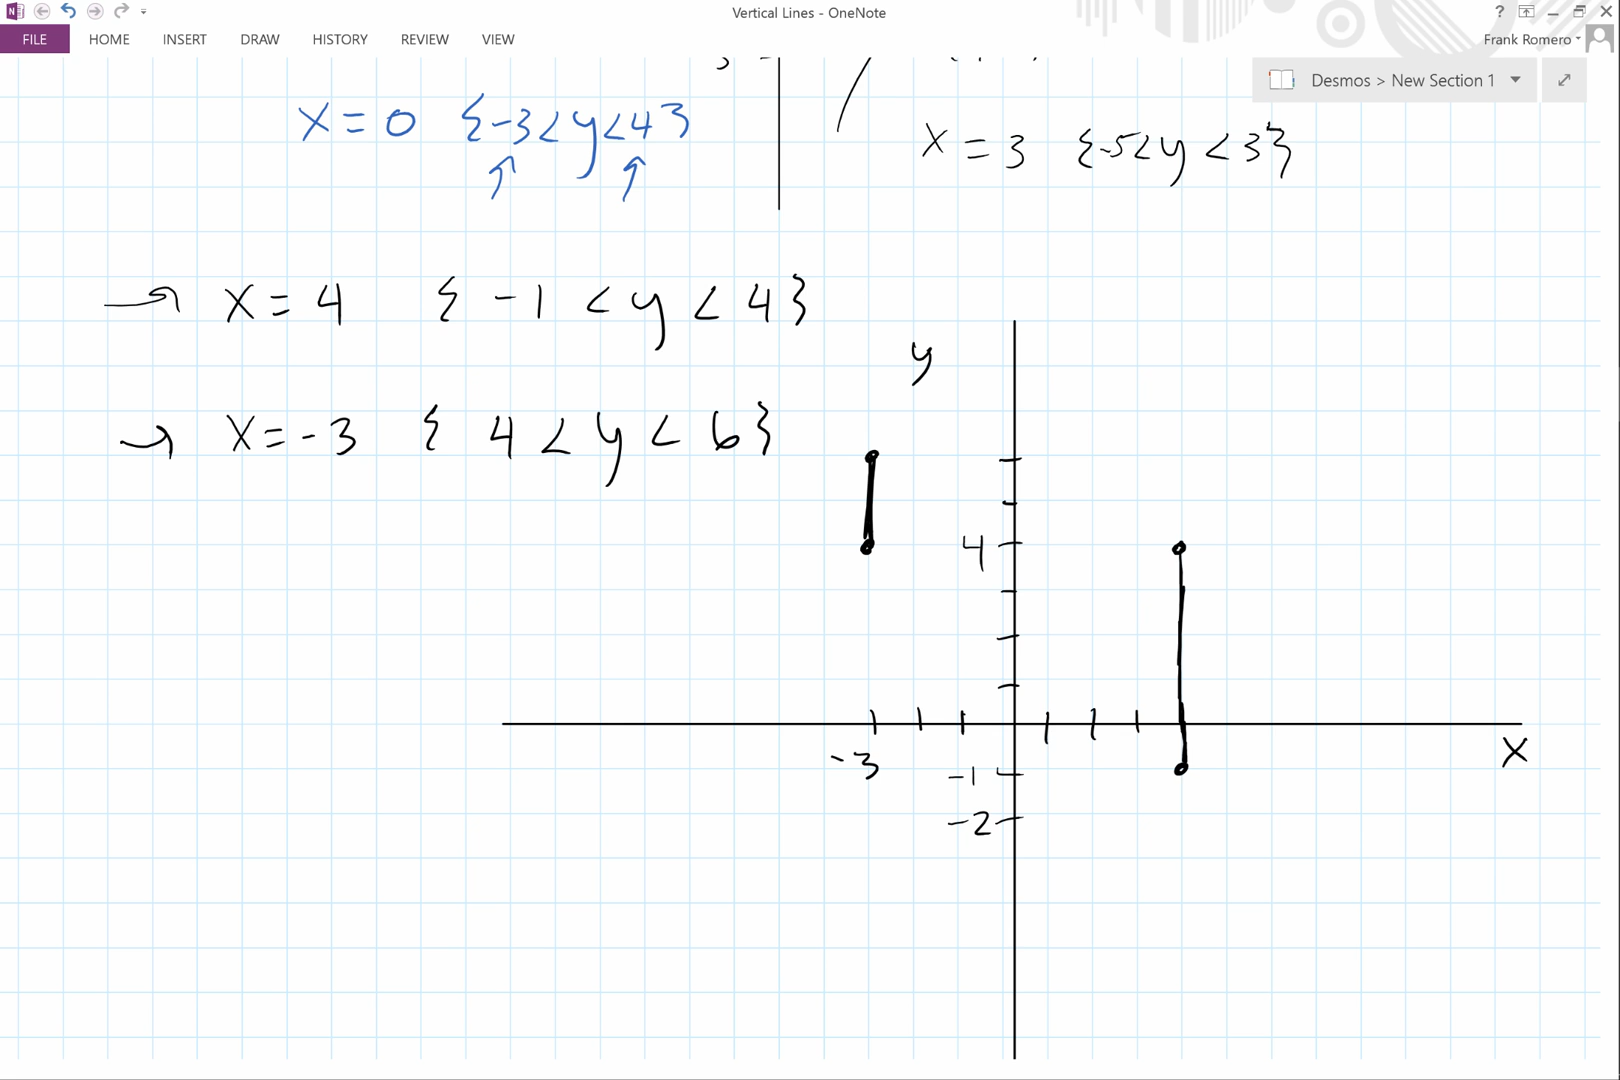 Vertical Lines - OneNote
?
FILE HOME INSERT DRAW HISTORY REVIEW VIEW
Frank Romero
Desmos > New Section 1
x = 0 {-3 < y < 4}
x = 3 {-5 < y < 3}
x = 4 {-1 < y < 4}
y
x = -3 {4 < y < 6}
4
-3
-1
x
-2